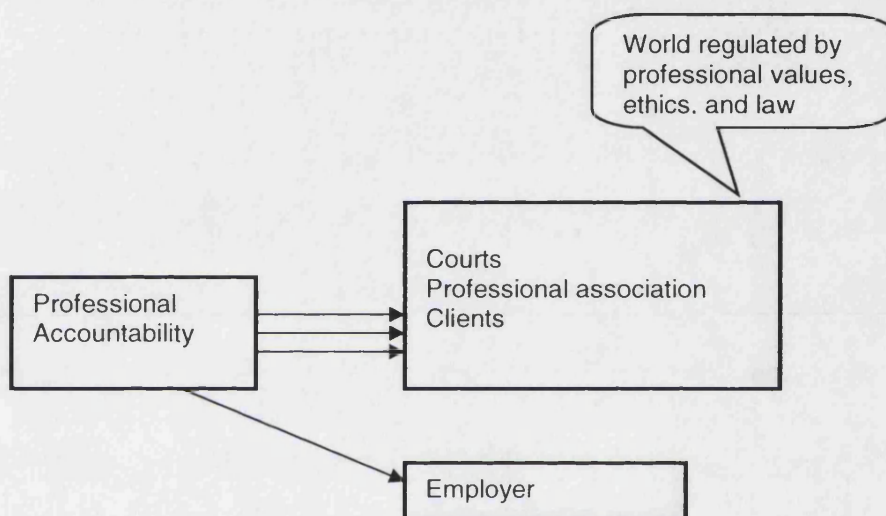 World regulated by
professional values,
ethics. and law
Courts
Professional association
Clients
Professional
Accountability
Employer